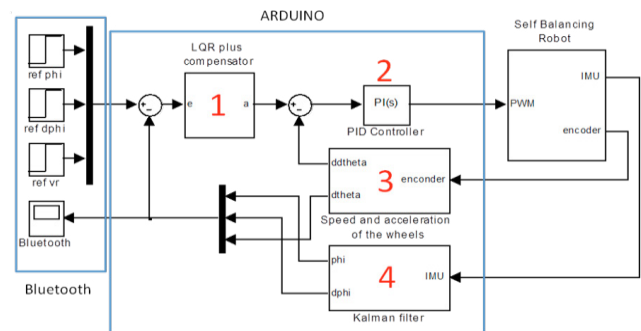 ARDUINO
ref phi
ref dphi
ref vr
Bluetooth
Bluetooth
LQR plus
compensator
1
e
a
2
PI(s)
PID Controller
Self Balancing
Robot
IMU
PWM
encoder
ddtheta
dtheta
3
enconder
Speed and acceleration
of the wheels
phi
dphi
4
IMU
Kalman filter